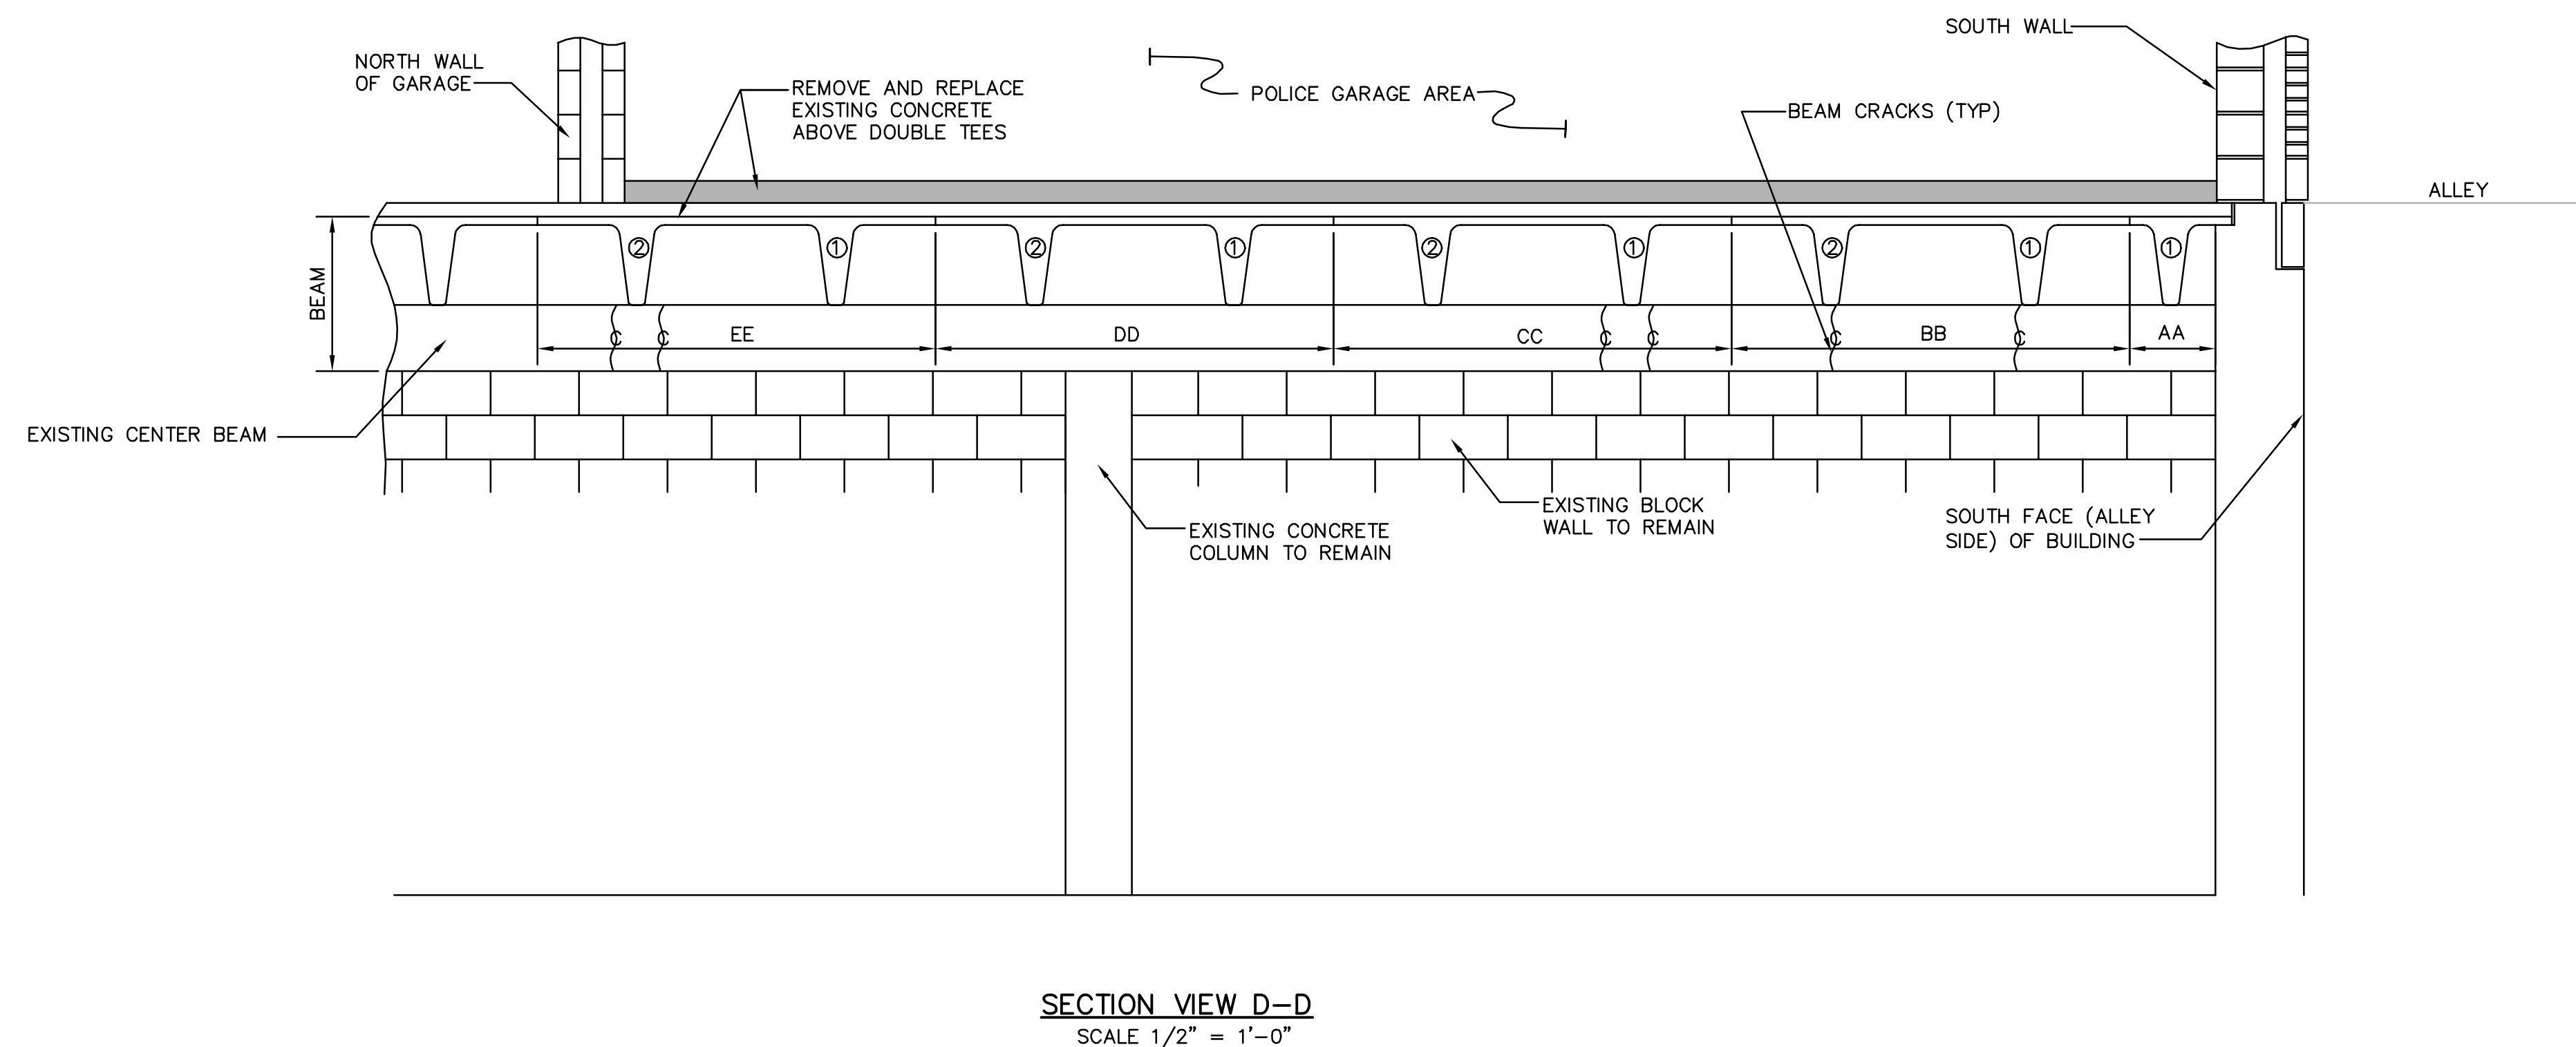 SOUTH WALL
NORTH WALL
OF GARAGE
REMOVE AND REPLACE
EXISTING CONCRETE
ABOVE DOUBLE TEES
POLICE GARAGE AREA
BEAM CRACKS (TYP)
ALLEY
BEAM
2 1 2 1 2 1 2 1 1
C C EE DD CC C C C BB C AA
EXISTING CENTER BEAM
EXISTING CONCRETE
COLUMN TO REMAIN
EXISTING BLOCK
WALL TO REMAIN
SOUTH FACE (ALLEY
SIDE) OF BUILDING
SECTION VIEW D-D
SCALE 1/2" = 1'-0"